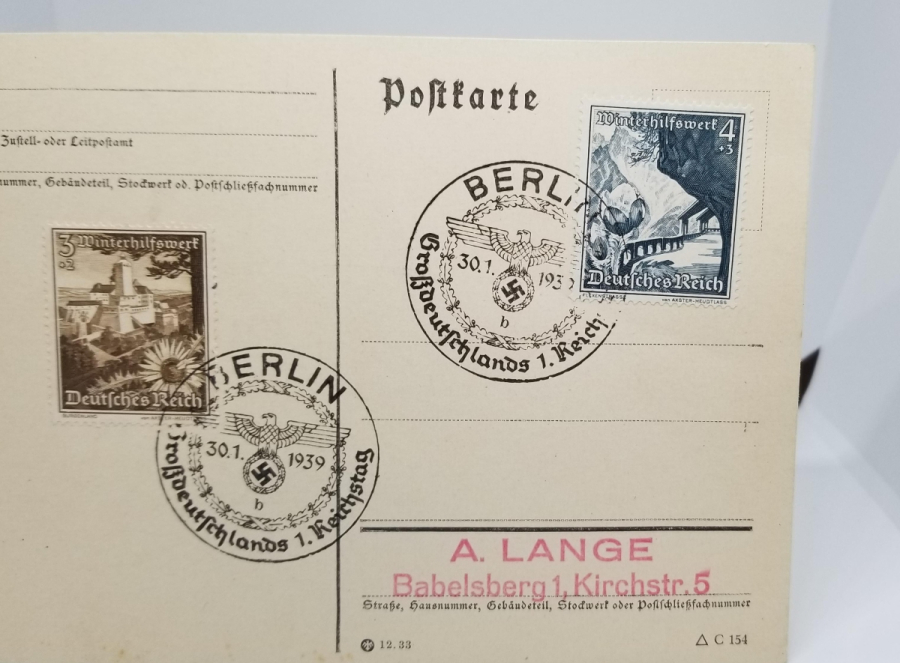 Zustell- oder Leitpostamt
nummer, Gebäudeteil, Stockwerk od. Postschließfachnummer
3
+2
Winterhilfswerk
Deutsches Reich
BERLIN
30.1. 1939
b
Großdeutschlands 1. Reichstag
Postkarte
Winterhilfswerk 4
+3
Deutsches Reich
BERLIN
30.1. 1939
b
Großdeutschlands 1. Reich
A. LANGE
Babelsberg 1, Kirchstr. 5
Straße, Hausnummer, Gebäudeteil, Stockwerk oder Postschließfachnummer
12.33
C 154